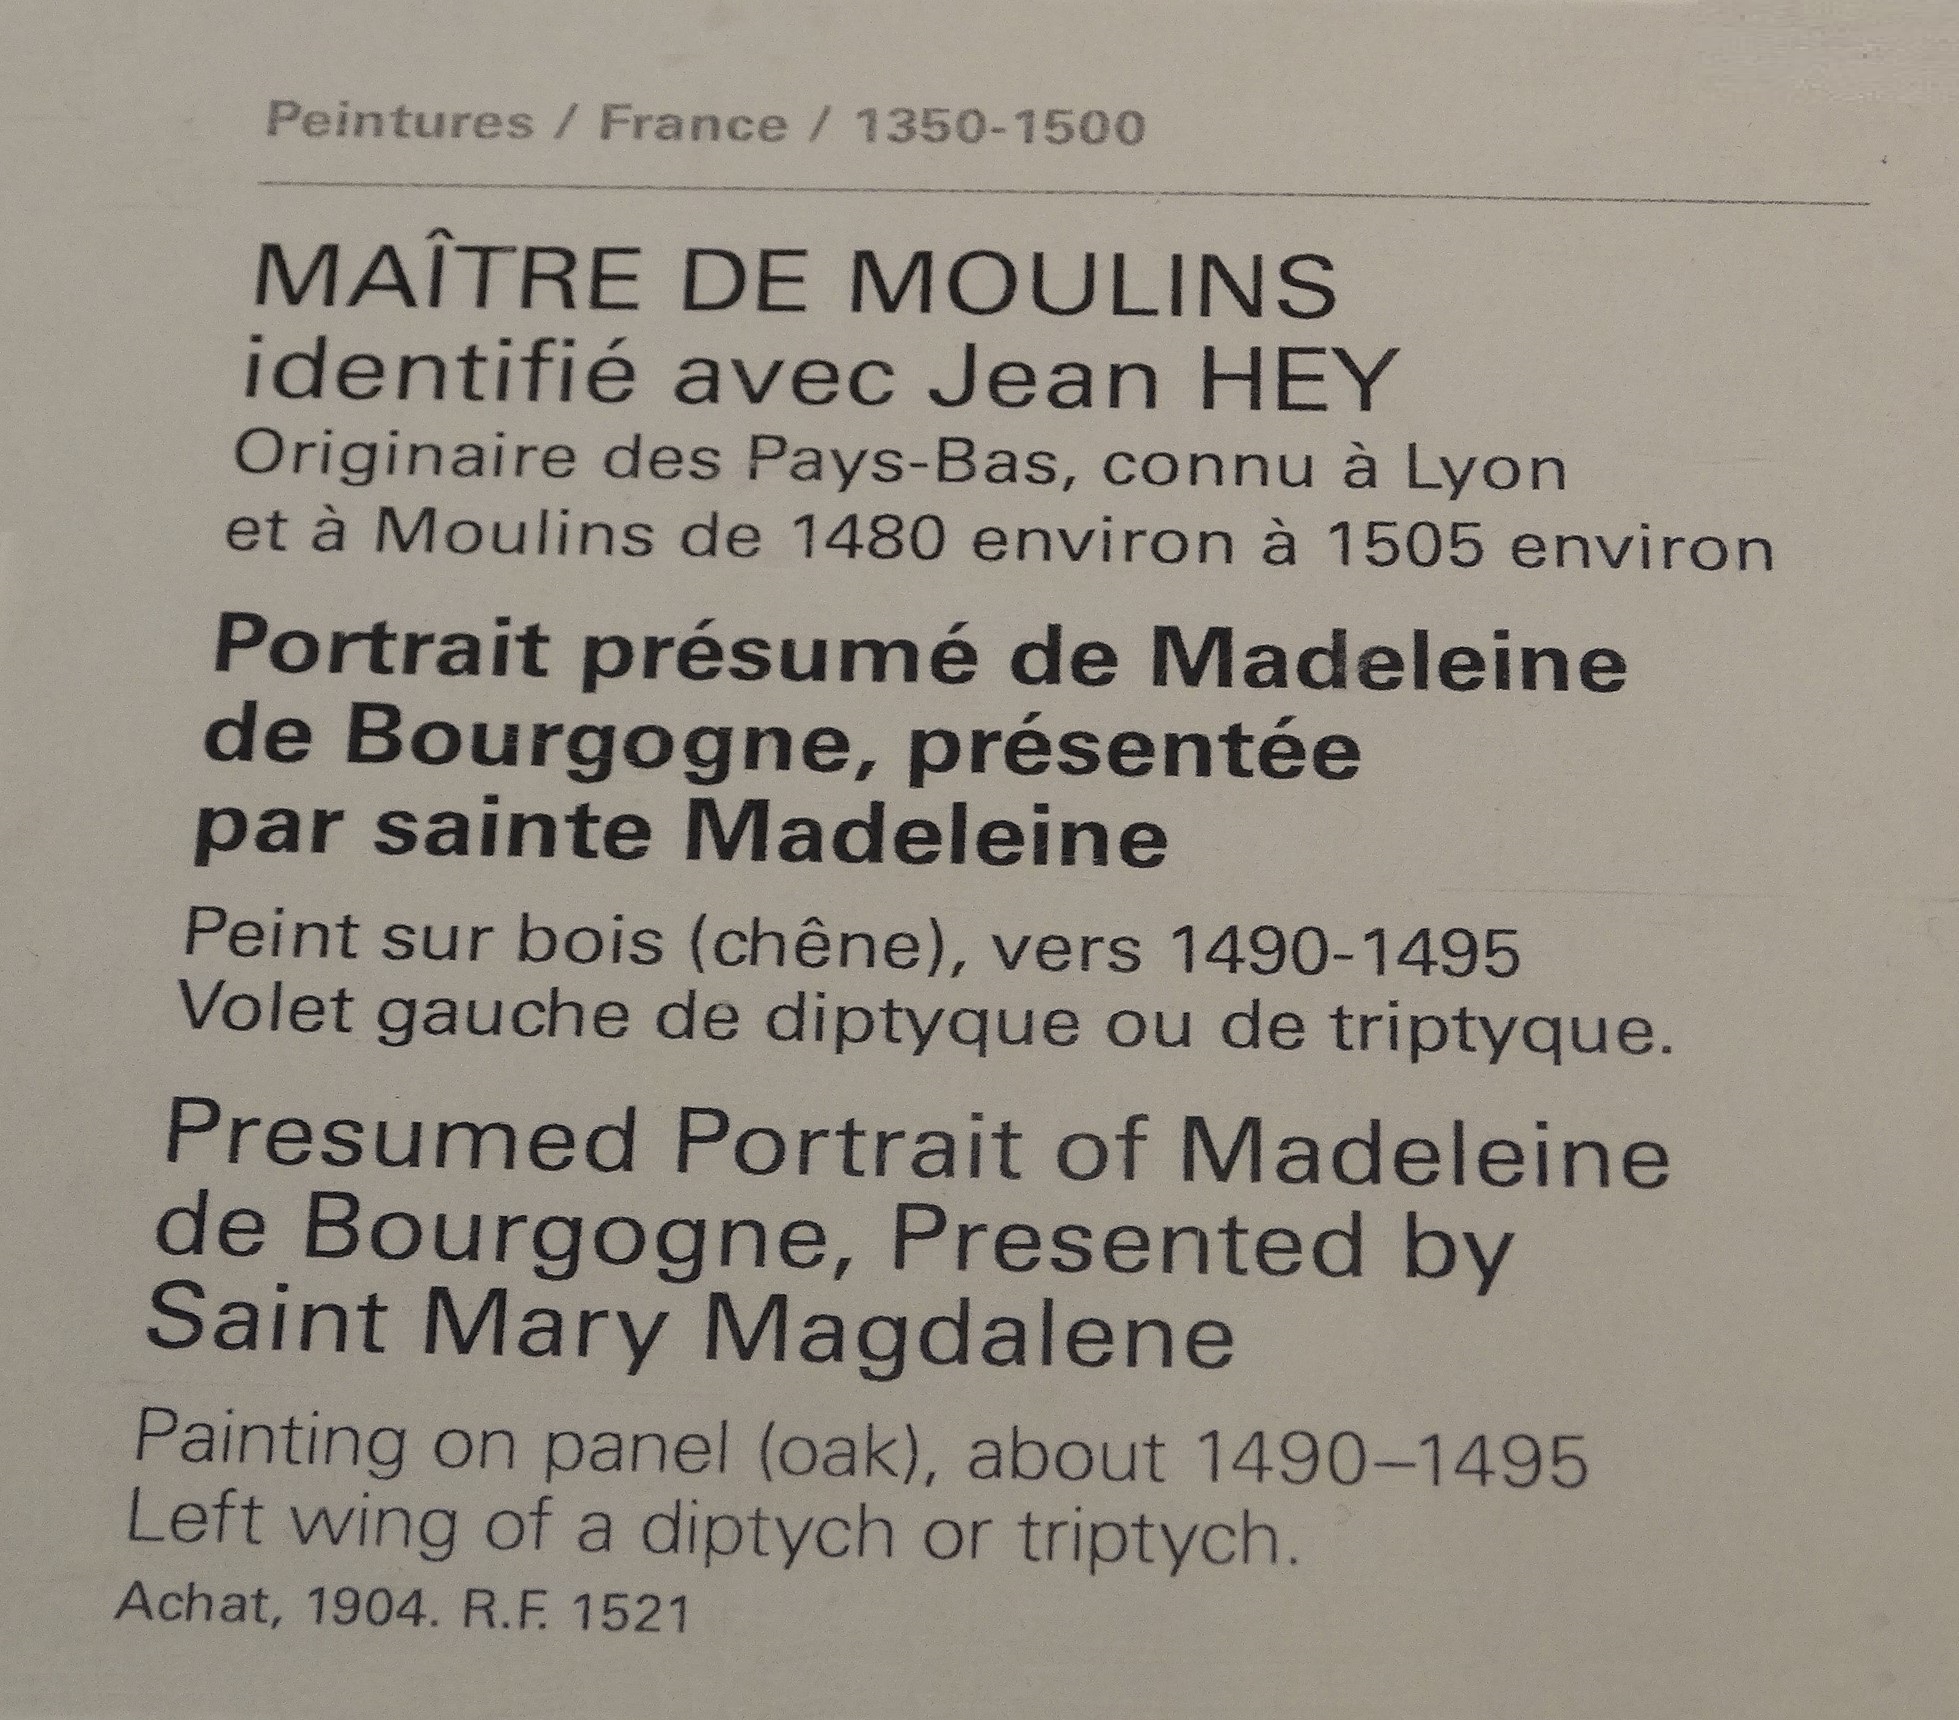 Peintures / France / 1350-1500
MAÎTRE DE MOULINS
identifié avec Jean HEY
Originaire des Pays-Bas, connu à Lyon
et à Moulins de 1480 environ à 1505 environ
Portrait présumé de Madeleine
de Bourgogne, présentée
par sainte Madeleine
Peint sur bois (chêne), vers 1490-1495
Volet gauche de diptyque ou de triptyque.
Presumed Portrait of Madeleine
de Bourgogne, Presented by
Saint Mary Magdalene
Painting on panel (oak), about 1490–1495
Left wing of a diptych or triptych.
Achat, 1904. R.F. 1521